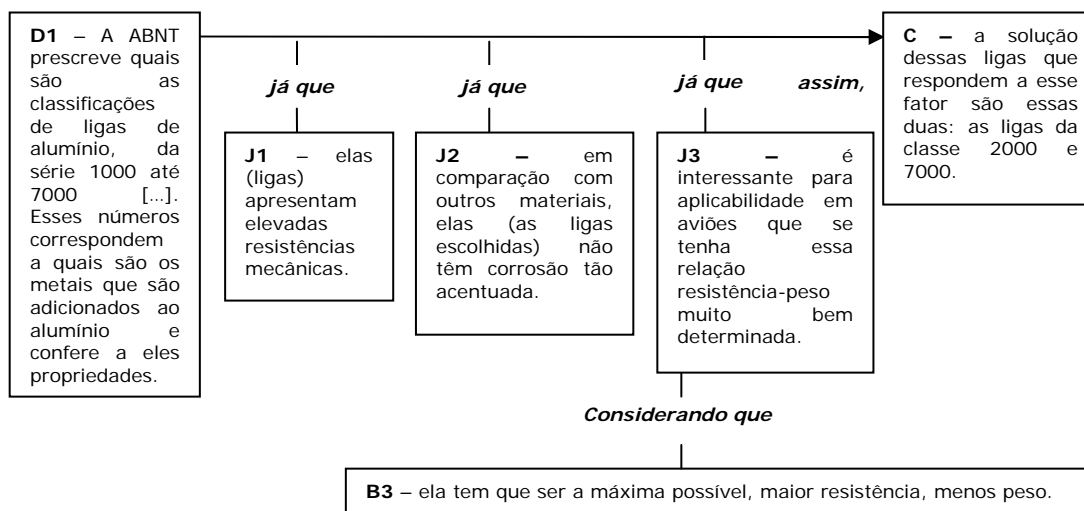 D1 – A ABNT
prescreve quais
são as
classificações
de ligas de
alumínio, da
série 1000 até
7000 [...].
Esses números
correspondem
a quais são os
metais que são
adicionados ao
alumínio e
confere a eles
propriedades.
já que
já que
já que assim,
J1 – elas
(ligas)
apresentam
elevadas
resistências
mecânicas.
J2 – em
comparação com
outros materiais,
elas (as ligas
escolhidas) não
têm corrosão tão
acentuada.
J3 – é
interessante para
aplicabilidade em
aviões que se
tenha essa
relação
resistência-peso
muito bem
determinada.
C – a solução
dessas ligas que
respondem a esse
fator são essas
duas: as ligas da
classe 2000 e
7000.
Considerando que
B3 – ela tem que ser a máxima possível, maior resistência, menos peso.